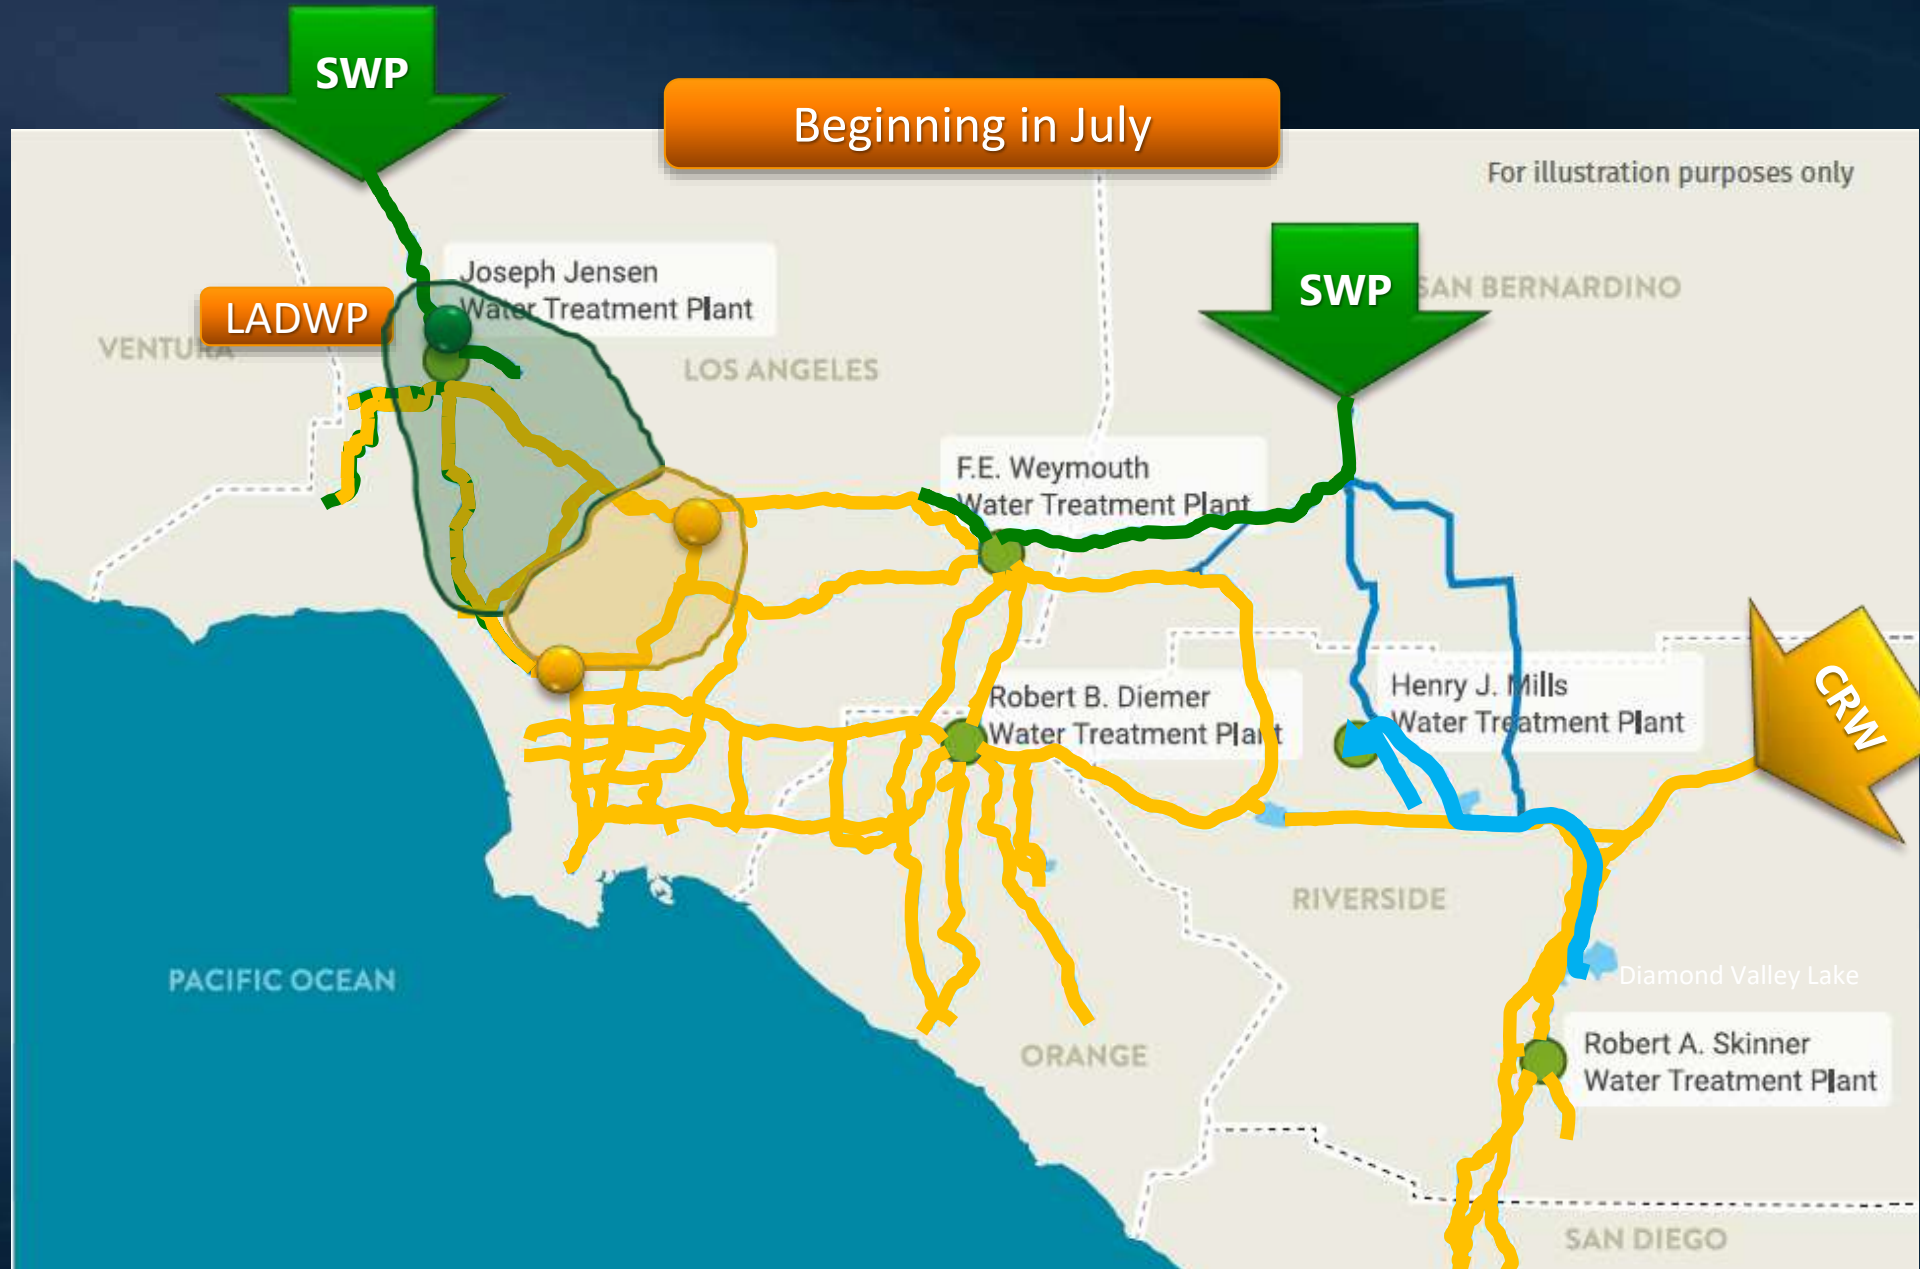 SWP
Beginning in July
For illustration purposes only
Joseph Jensen
Water Treatment Plant
LADWP
VENTURA
LOS ANGELES
SWP
SAN BERNARDINO
F.E. Weymouth
Water Treatment Plant
Robert B. Diemer
Water Treatment Plant
Henry J. Mills
Water Treatment Plant
CRW
RIVERSIDE
PACIFIC OCEAN
Diamond Valley Lake
ORANGE
Robert A. Skinner
Water Treatment Plant
SAN DIEGO